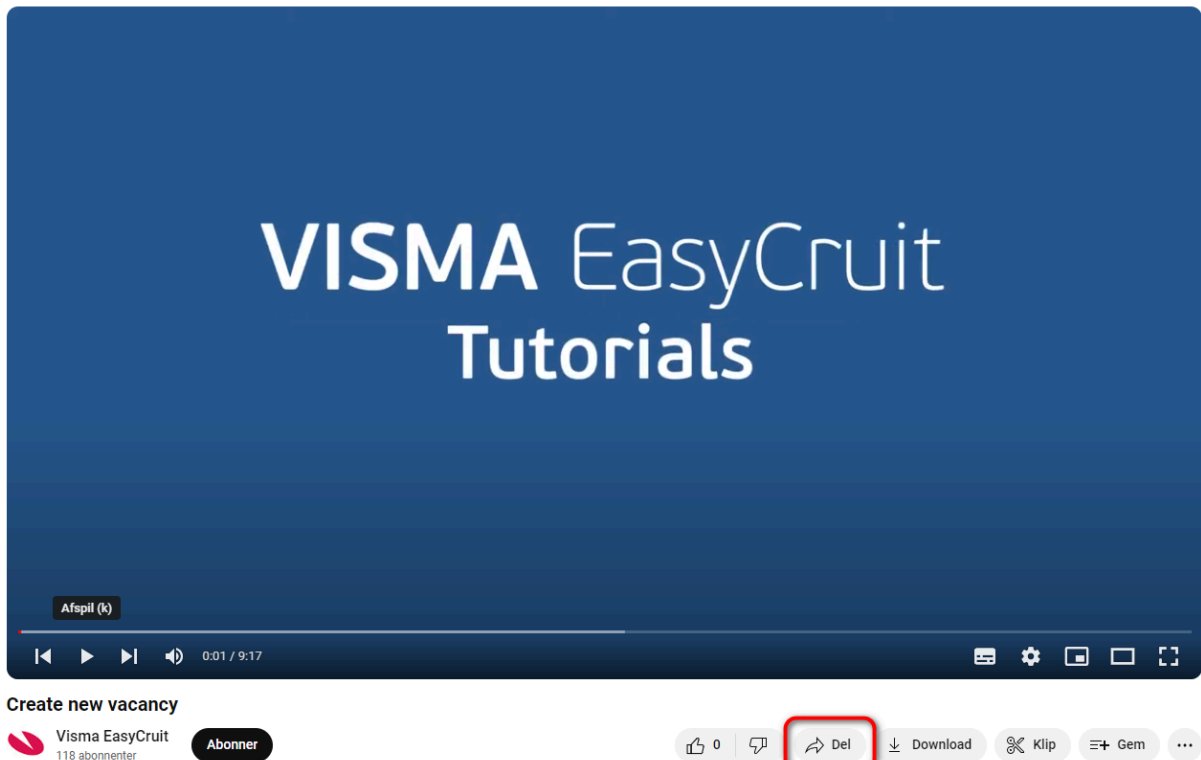 VISMA EasyCruit
Tutorials
Afspil (k)
0:01 / 9:17
Create new vacancy
Visma EasyCruit
118 abonnenter
Abonner
0
Del
Download
Klip
Gem